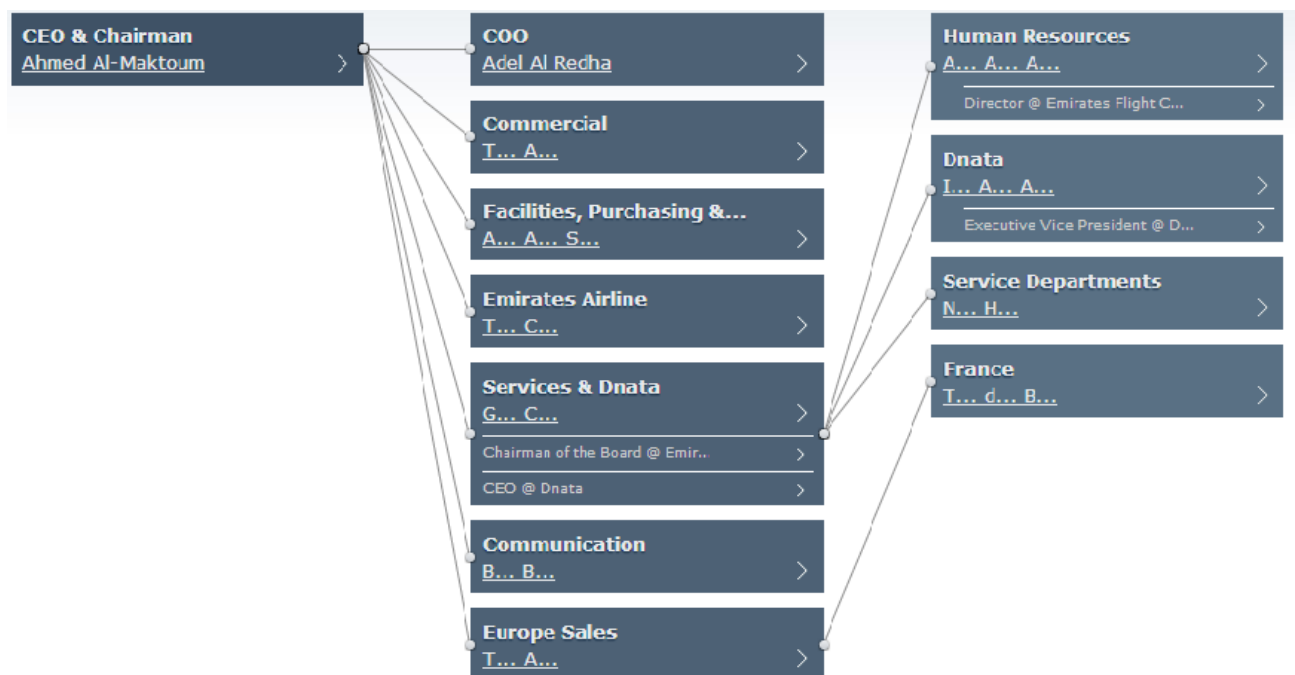 CEO & Chairman
Ahmed Al-Maktoum
COO
Adel Al Redha
Commercial
T... A...
Facilities, Purchasing &...
A... A... S...
Emirates Airline
T... C...
Services & Dnata
G... C...
Chairman of the Board @ Emir...
CEO @ Dnata
Communication
B... B...
Europe Sales
T... A...
Human Resources
A... A... A...
Director @ Emirates Flight C...
Dnata
I... A... A...
Executive Vice President @ D...
Service Departments
N... H...
France
T... d... B...